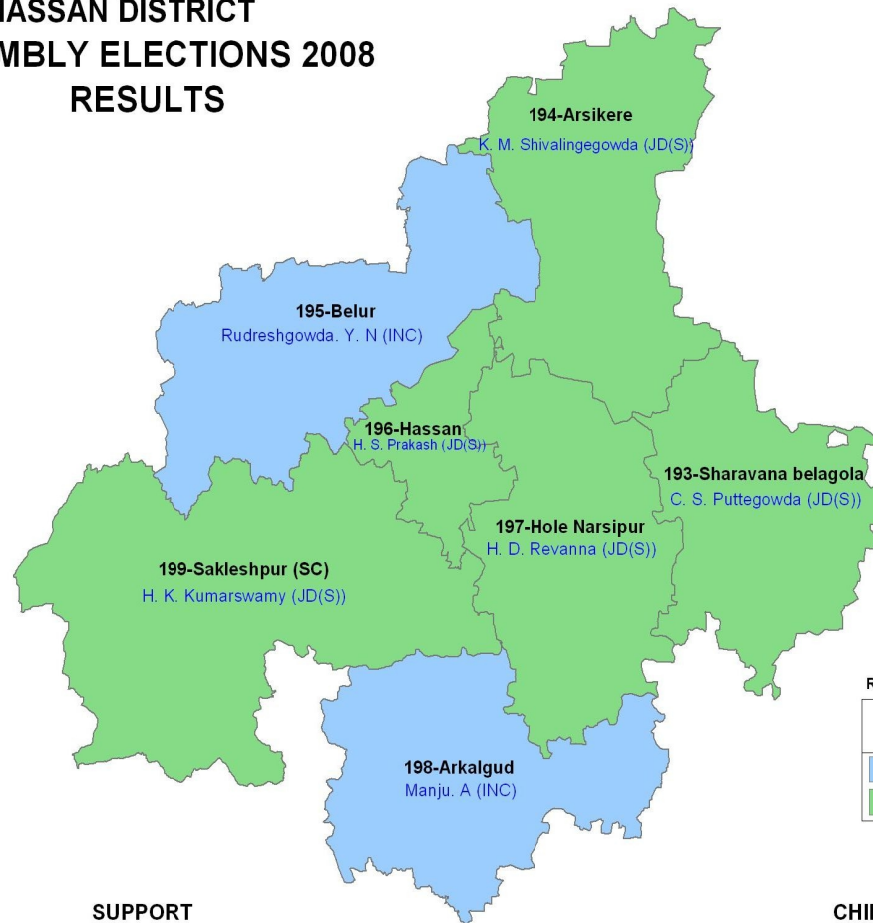 HASSAN DISTRICT
MBLY ELECTIONS 2008
RESULTS
194-Arsikere
K. M. Shivalingegowda (JD(S))
195-Belur
Rudreshgowda. Y. N (INC)
196-Hassan
H. S. Prakash (JD(S))
193-Sharavana belagola
C. S. Puttegowda (JD(S))
197-Hole Narsipur
H. D. Revanna (JD(S))
199-Sakleshpur (SC)
H. K. Kumarswamy (JD(S))
198-Arkalgud
Manju. A (INC)
R
SUPPORT
CHI